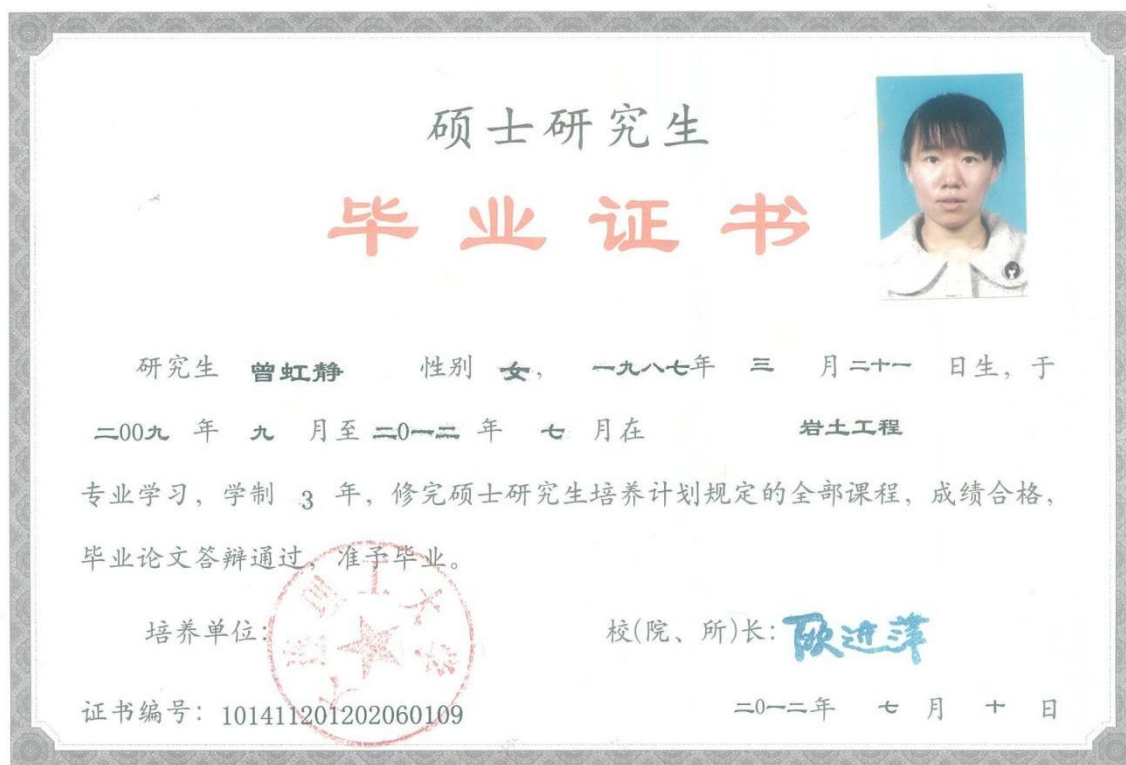 硕士研究生
毕业证书
研究生 曾虹静 性别 女， 一九八七年 三 月二十一 日生，于
二00九 年 九 月至二0一二 年 七 月在 岩土工程
专业学习，学制 3 年，修完硕士研究生培养计划规定的全部课程，成绩合格，
毕业论文答辩通过，准予毕业。
大连理工大学
培养单位： 校(院、所)长：欧进萍
证书编号：101411201202060109 二0一二年 七 月 十 日